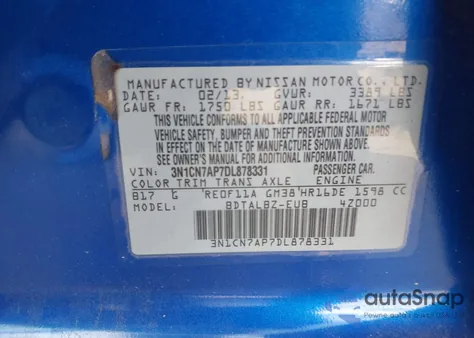 MANUFACTURED BY NISSAN MOTOR CO., LTD.
DATE: 02/13 GVWR: 3389 LBS
GAWR FR: 1750 LBS GAWR RR: 1671 LBS
THIS VEHICLE CONFORMS TO ALL APPLICABLE FEDERAL MOTOR
VEHICLE SAFETY, BUMPER AND THEFT PREVENTION STANDARDS
IN EFFECT ON THE DATE OF MANUFACTURE SHOWN ABOVE.
SEE OWNER'S MANUAL FOR ADDITIONAL INFORMATION.
VIN: 3N1CN7AP7DL878331 PASSENGER CAR.
COLOR TRIM TRANS AXLE ENGINE
B17 G RE0F11A GM38 HR16DE 1598 CC
MODEL: BDTALBZ-EUB 4Z000
3N1CN7AP7DL878331
autoSnap